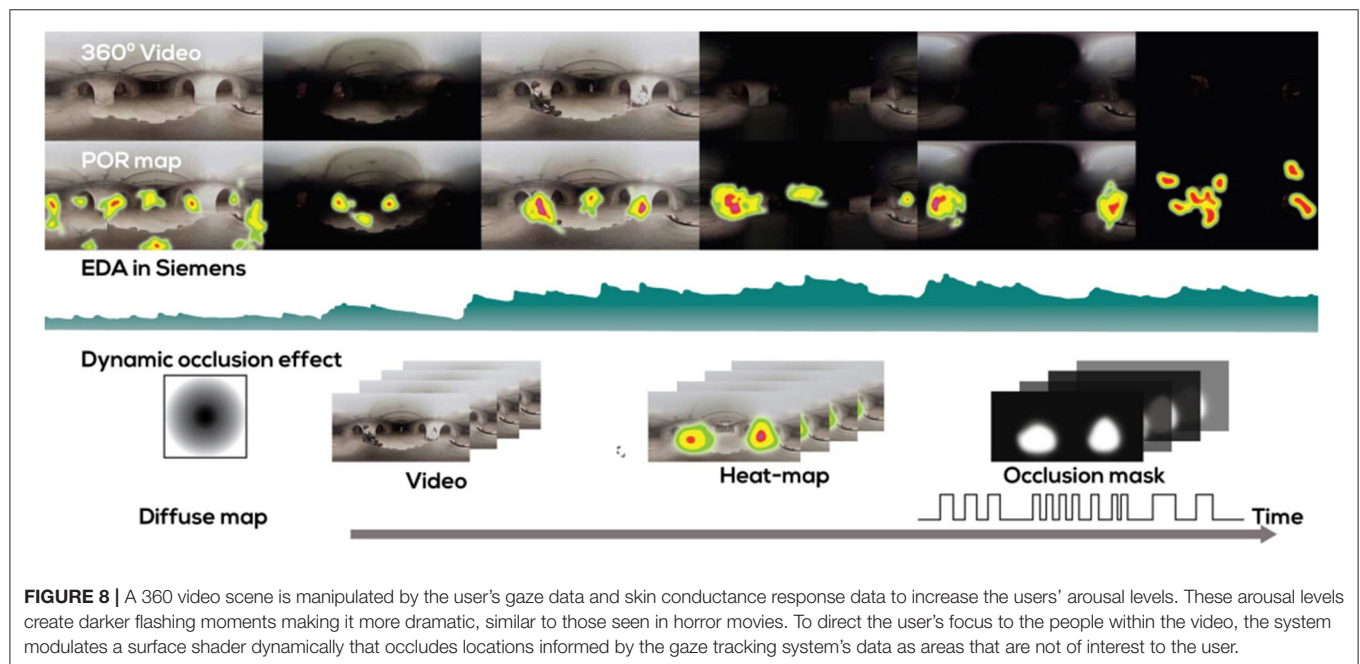 360° Video
POR map
EDA in Siemens
Dynamic occlusion effect
Video
Heat-map
Occlusion mask
Diffuse map
Time
FIGURE 8 | A 360 video scene is manipulated by the user's gaze data and skin conductance response data to increase the users' arousal levels. These arousal levels
create darker flashing moments making it more dramatic, similar to those seen in horror movies. To direct the user's focus to the people within the video, the system
modulates a surface shader dynamically that occludes locations informed by the gaze tracking system's data as areas that are not of interest to the user.